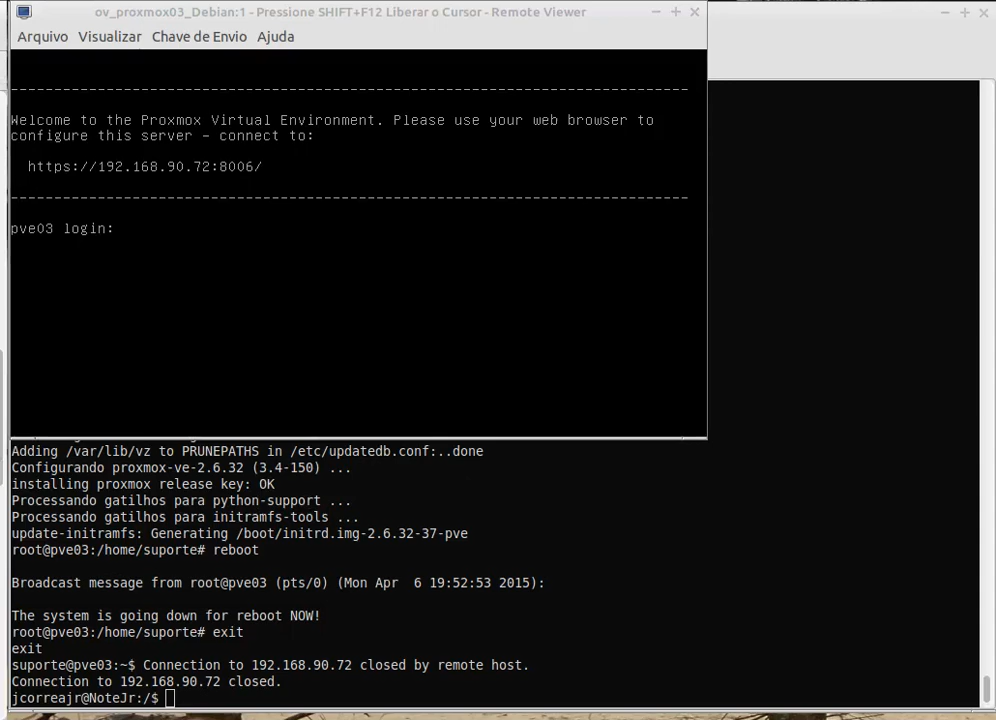 ov_proxmox03_Debian:1 - Pressione SHIFT+F12 Liberar o Cursor - Remote Viewer
Arquivo Visualizar Chave de Envio Ajuda
--------------------------------------------------------------------------------
Welcome to the Proxmox Virtual Environment. Please use your web browser to
configure this server - connect to:
https://192.168.90.72:8006/
--------------------------------------------------------------------------------
pve03 login:
Adding /var/lib/vz to PRUNEPATHS in /etc/updatedb.conf:..done
Configurando proxmox-ve-2.6.32 (3.4-150) ...
installing proxmox release key: OK
Processando gatilhos para python-support ...
Processando gatilhos para initramfs-tools ...
update-initramfs: Generating /boot/initrd.img-2.6.32-37-pve
root@pve03:/home/suporte# reboot
Broadcast message from root@pve03 (pts/0) (Mon Apr  6 19:52:53 2015):
The system is going down for reboot NOW!
root@pve03:/home/suporte# exit
exit
suporte@pve03:~$ Connection to 192.168.90.72 closed by remote host.
Connection to 192.168.90.72 closed.
jcorreajr@NoteJr:/$